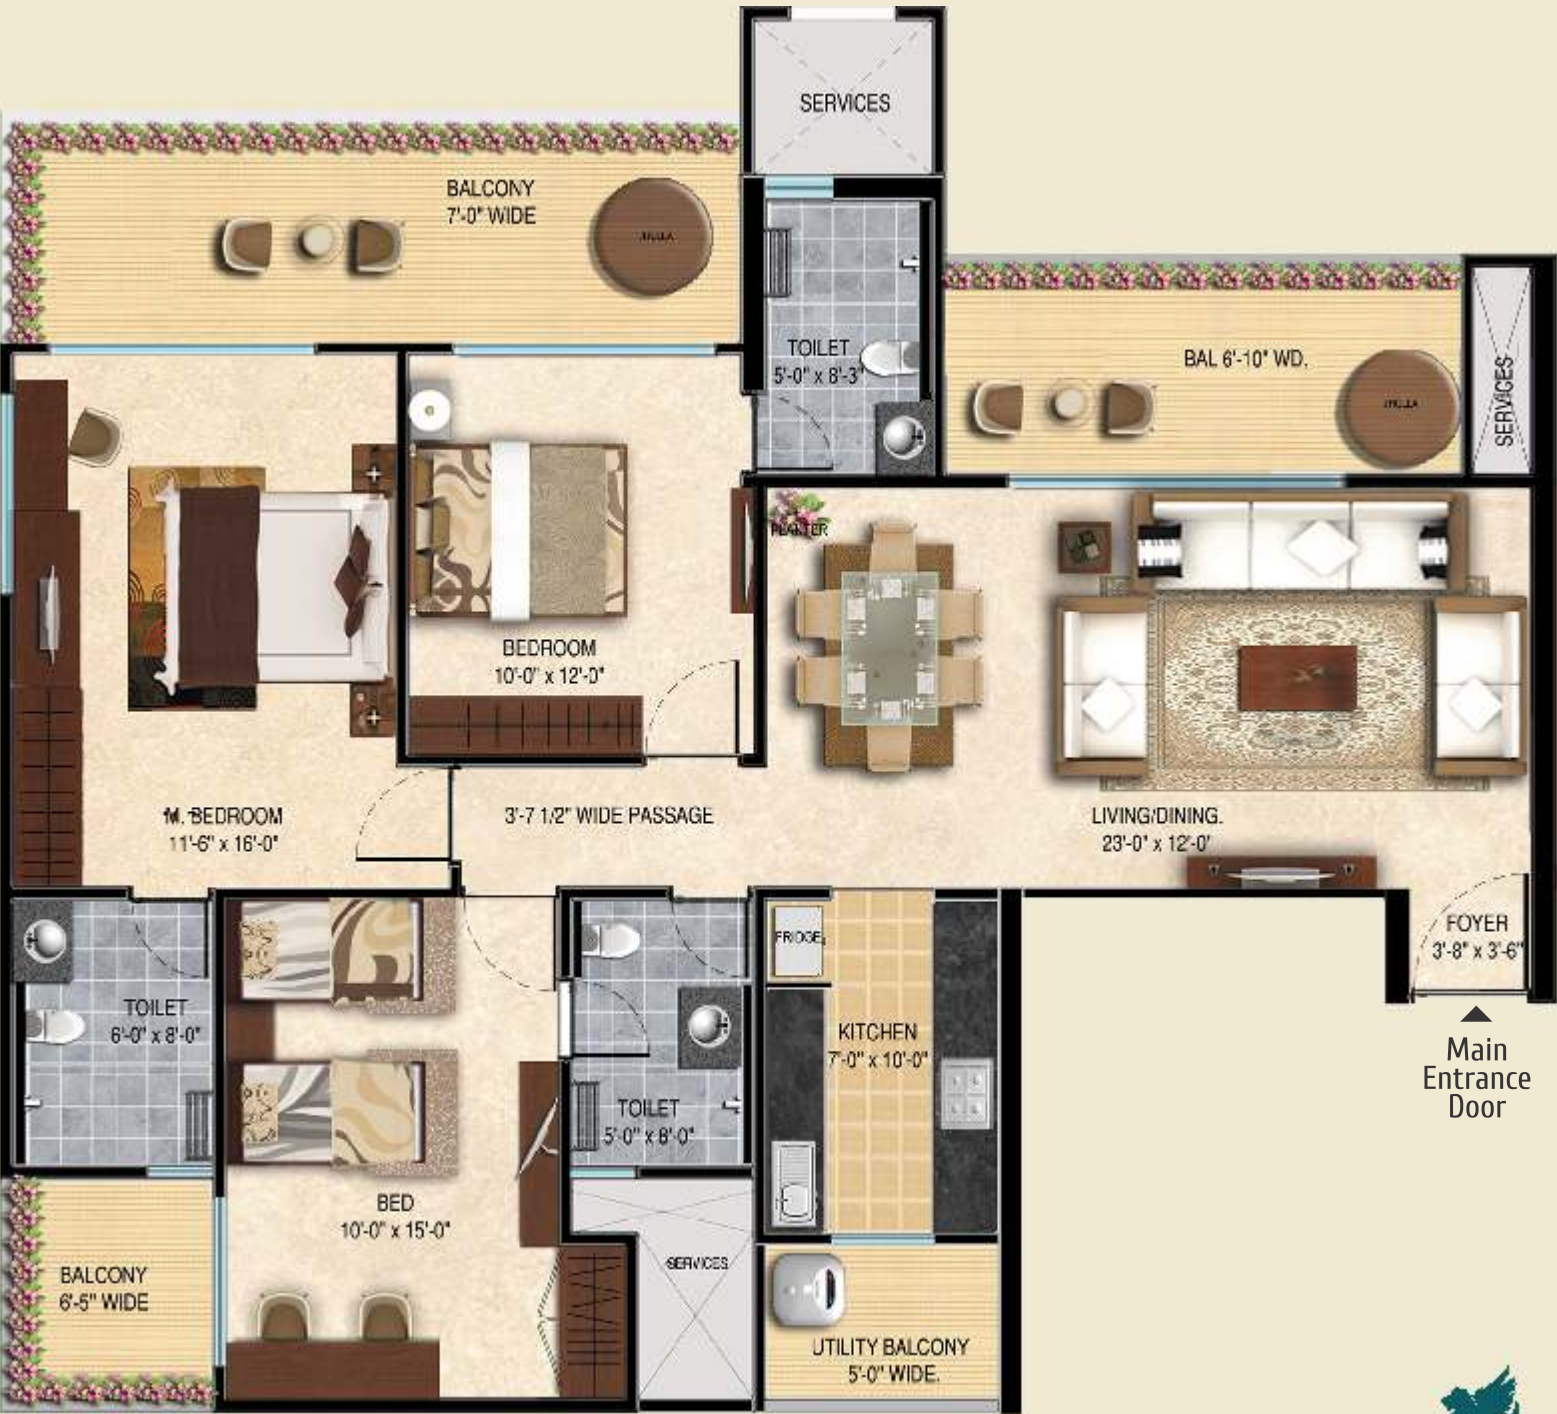 SERVICES
BALCONY
7'-0" WIDE
JHULLA
TOILET
5'-0" x 8'-3"
BAL 6'-10" WD.
JHULLA
SERVICES
PLANTER
BEDROOM
10'-0" x 12'-0"
M. BEDROOM
11'-6" x 16'-0"
3'-7 1/2" WIDE PASSAGE
LIVING/DINING.
23'-0" x 12'-0"
FOYER
3'-8" x 3'-6"
Main
Entrance
Door
FRIDGE
TOILET
6'-0" x 8'-0"
KITCHEN
7'-0" x 10'-0"
TOILET
5'-0" x 8'-0"
BED
10'-0" x 15'-0"
BALCONY
6'-5" WIDE
SERVICES
UTILITY BALCONY
5'-0" WIDE.